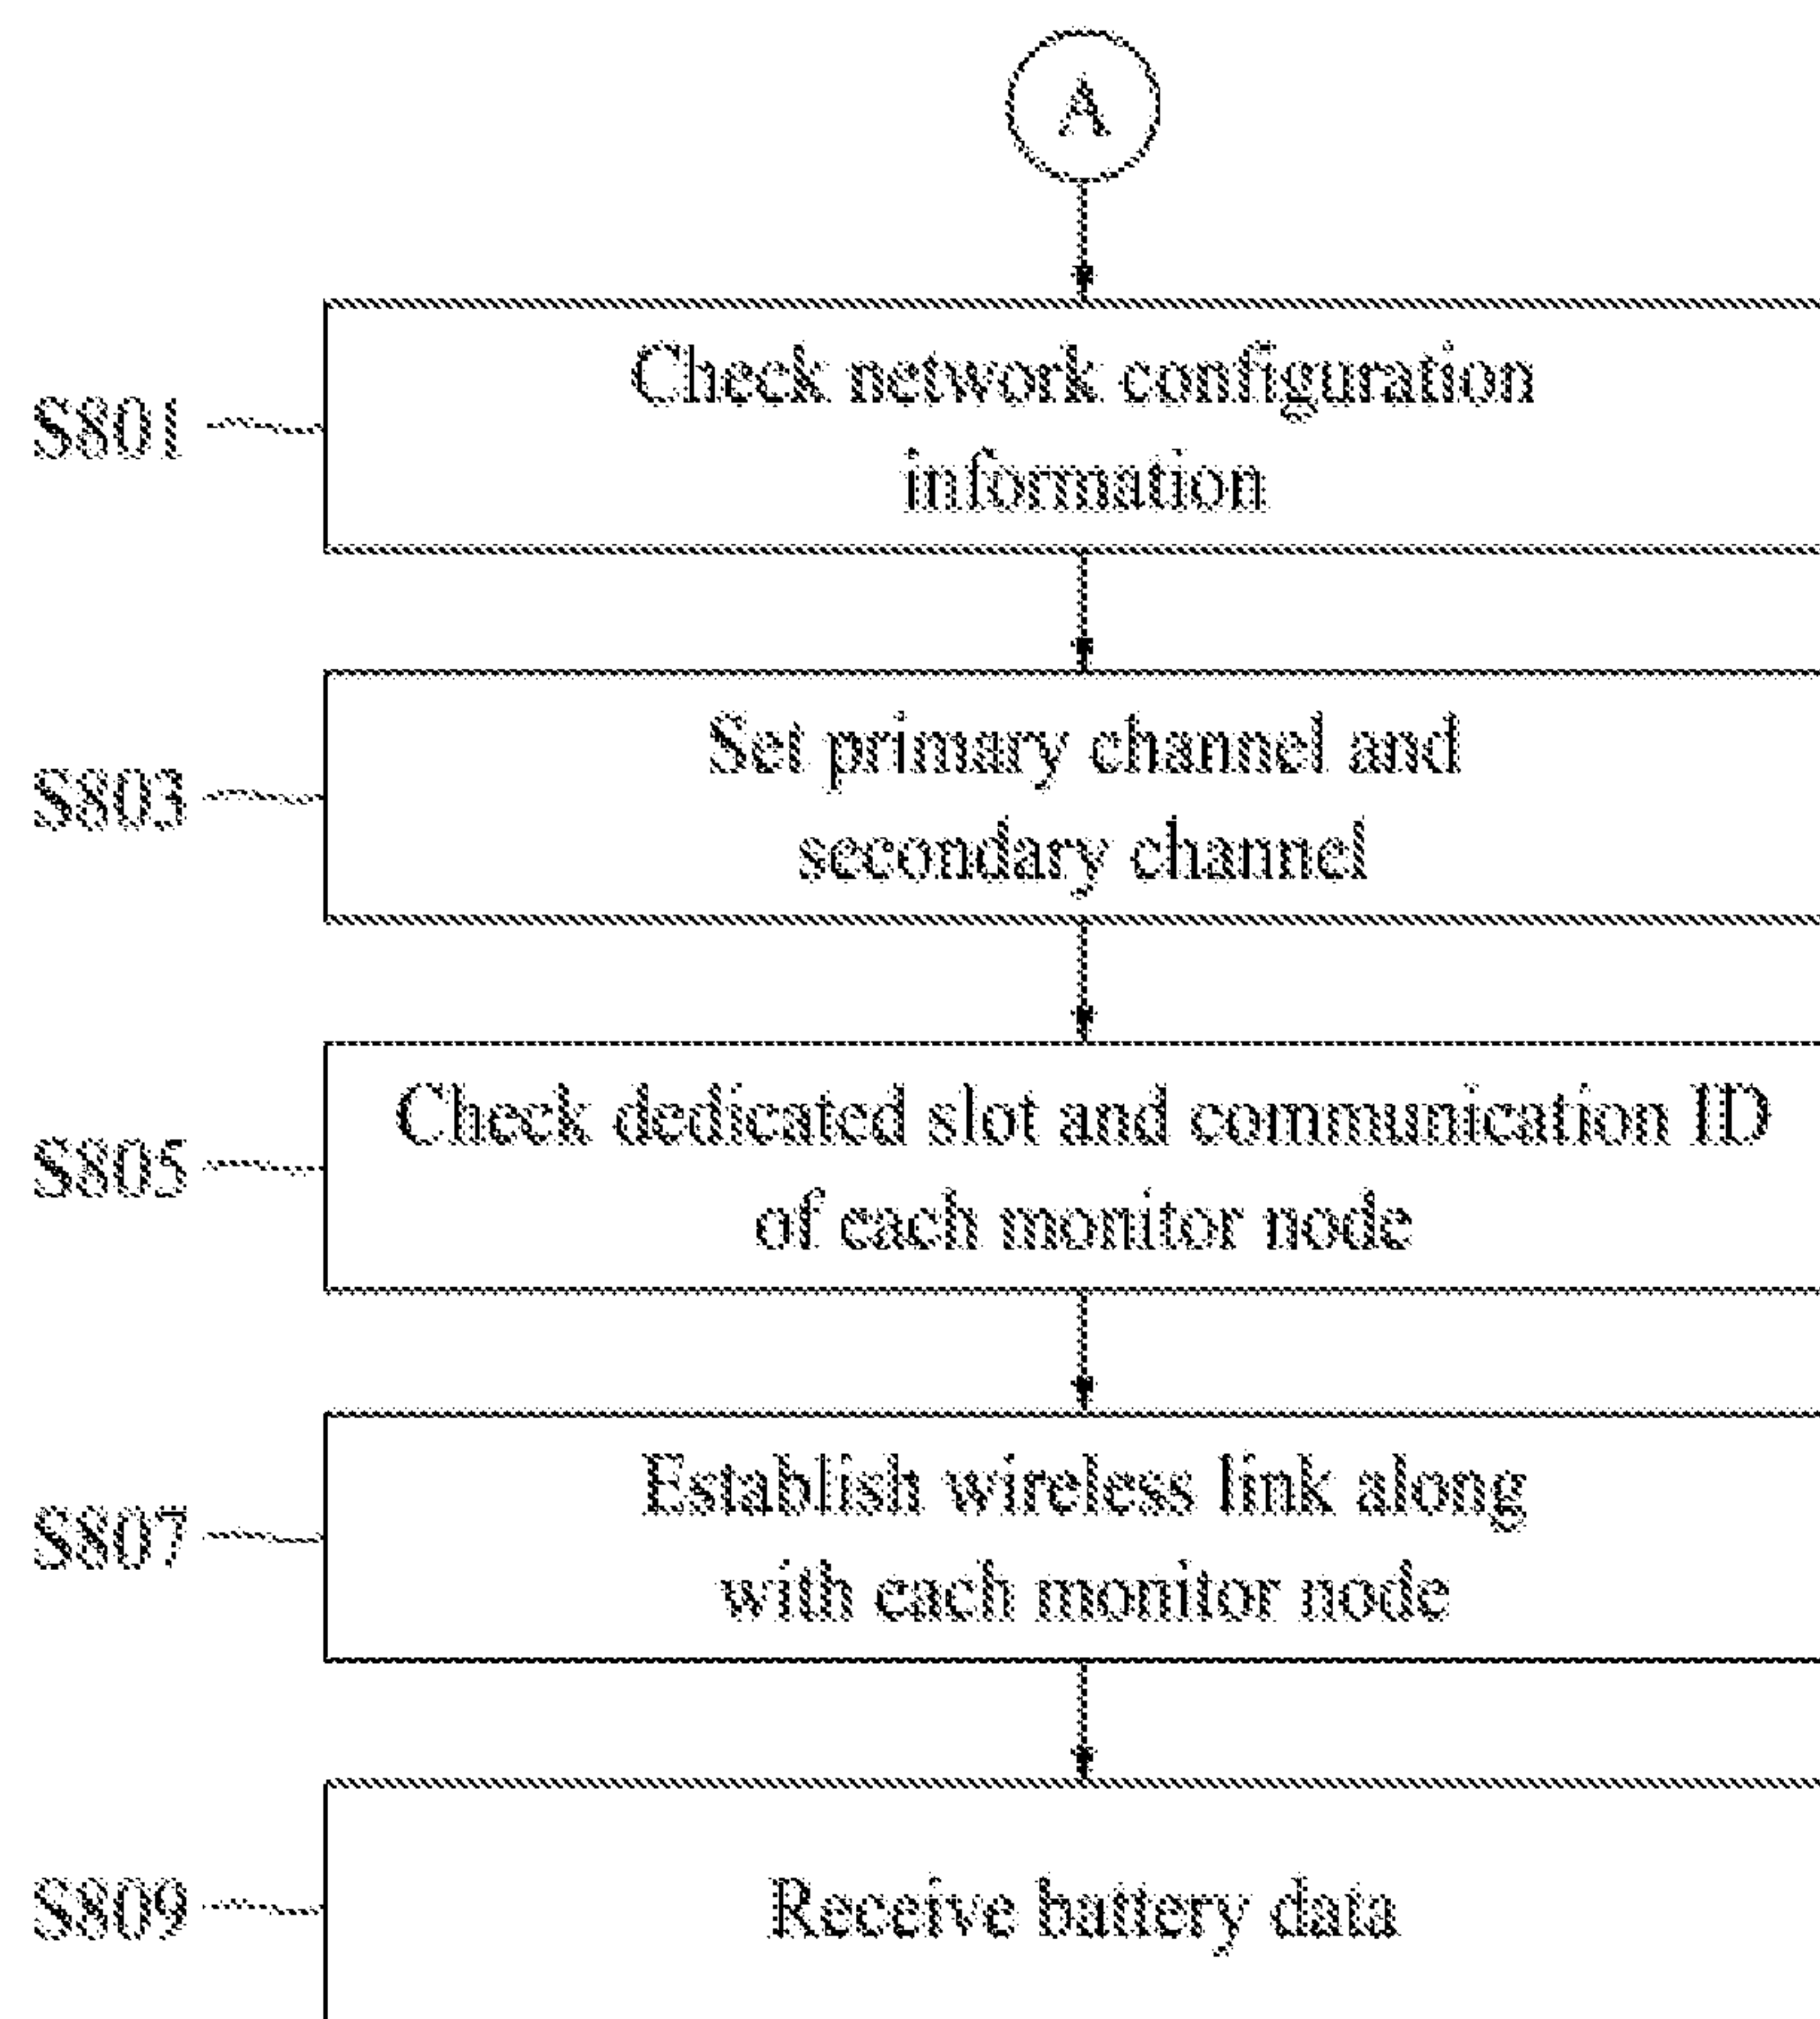 A
Check network configuration
information
S801
Set primary channel and
secondary channel
S803
Check dedicated slot and communication ID
of each monitor node
S805
Establish wireless link along
with each monitor node
S807
Receive battery data
S809